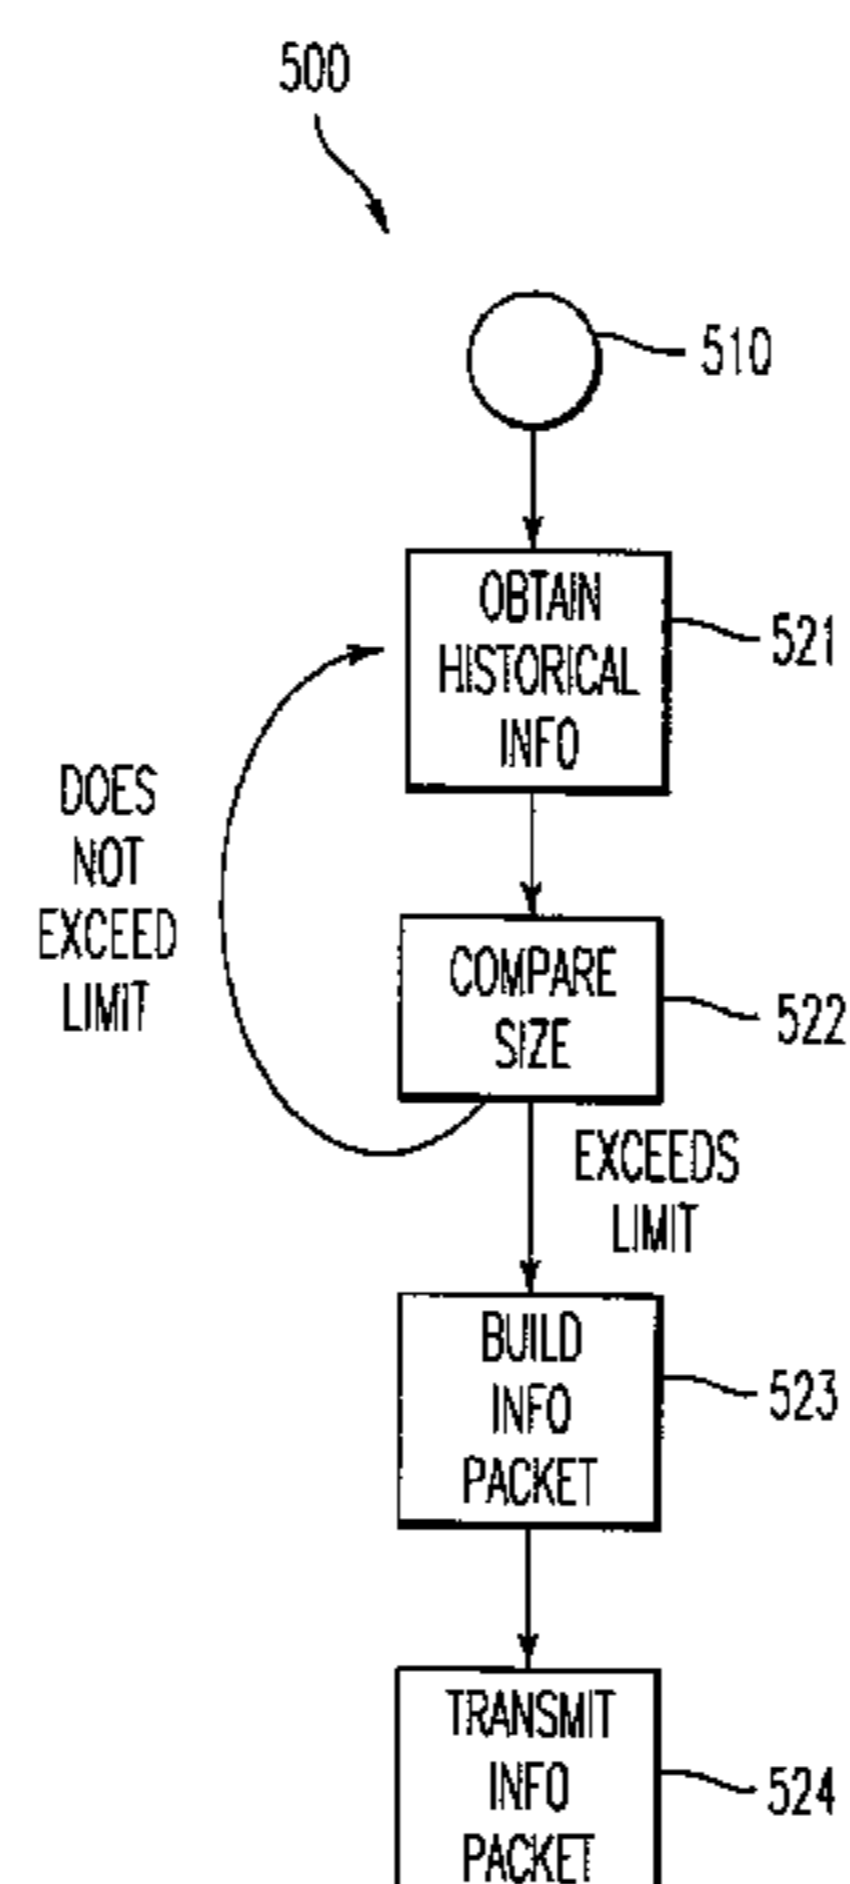 500
510
OBTAIN
HISTORICAL
INFO
521
DOES
NOT
EXCEED
LIMIT
COMPARE
SIZE
522
EXCEEDS
LIMIT
BUILD
INFO
PACKET
523
TRANSMIT
INFO
PACKET
524